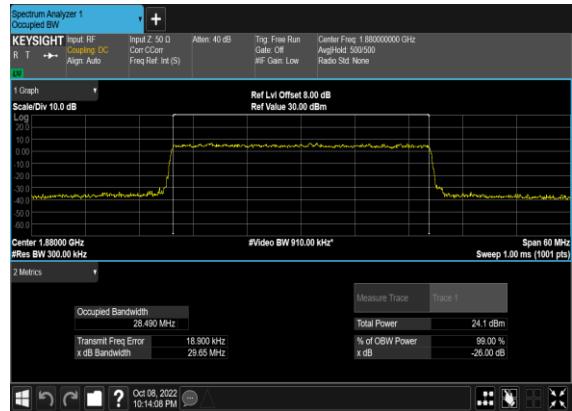 Spectrum Analyzer 1
Occupied BW
+
KEYSIGHT
R T
Input: RF
Coupling: DC
Align: Auto
Input Z: 50 Ω
Corr CCorr
Freq Ref: Int (S)
Atten: 40 dB
Trig: Free Run
Gate: Off
#IF Gain: Low
Center Freq: 1.880000000 GHz
Avg|Hold: 500/500
Radio Std: None
1 Graph
Scale/Div 10.0 dB
Ref Lvl Offset 8.00 dB
Ref Value 30.00 dBm
Log
20.0
10.0
0.00
-10.0
-20.0
-30.0
-40.0
-50.0
-60.0
Center 1.88000 GHz
#Res BW 300.00 kHz
#Video BW 910.00 kHz*
Span 60 MHz
Sweep 1.00 ms (1001 pts)
2 Metrics
Measure Trace Trace 1
Occupied Bandwidth
28.490 MHz
Total Power 24.1 dBm
Transmit Freq Error 18.900 kHz
% of OBW Power 99.00 %
x dB Bandwidth 29.65 MHz
x dB -26.00 dB
?
Oct 08, 2022
10:14:08 PM